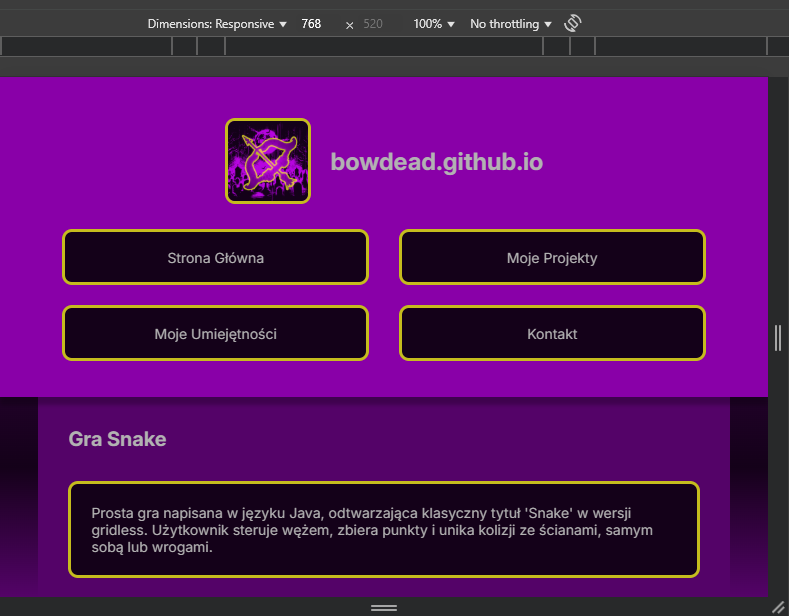 Dimensions: Responsive 768 × 520 100% No throttling
bowdead.github.io
Strona Główna
Moje Projekty
Moje Umiejętności
Kontakt
Gra Snake
Prosta gra napisana w języku Java, odtwarzająca klasyczny tytuł 'Snake' w wersji
gridless. Użytkownik steruje wężem, zbiera punkty i unika kolizji ze ścianami, samym
sobą lub wrogami.